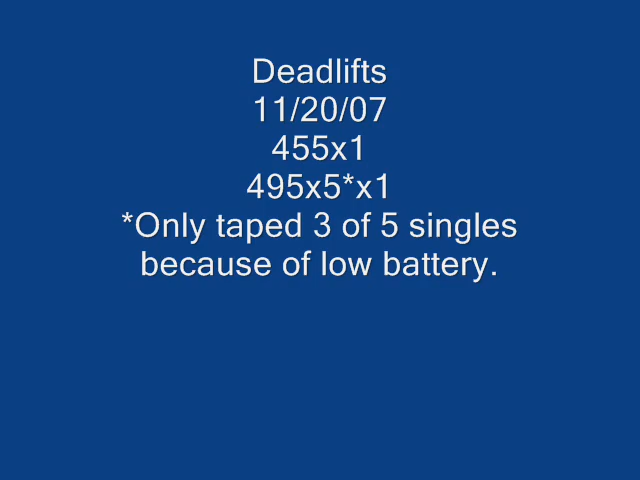 Deadlifts
11/20/07
455x1
495x5*x1
*Only taped 3 of 5 singles
because of low battery.